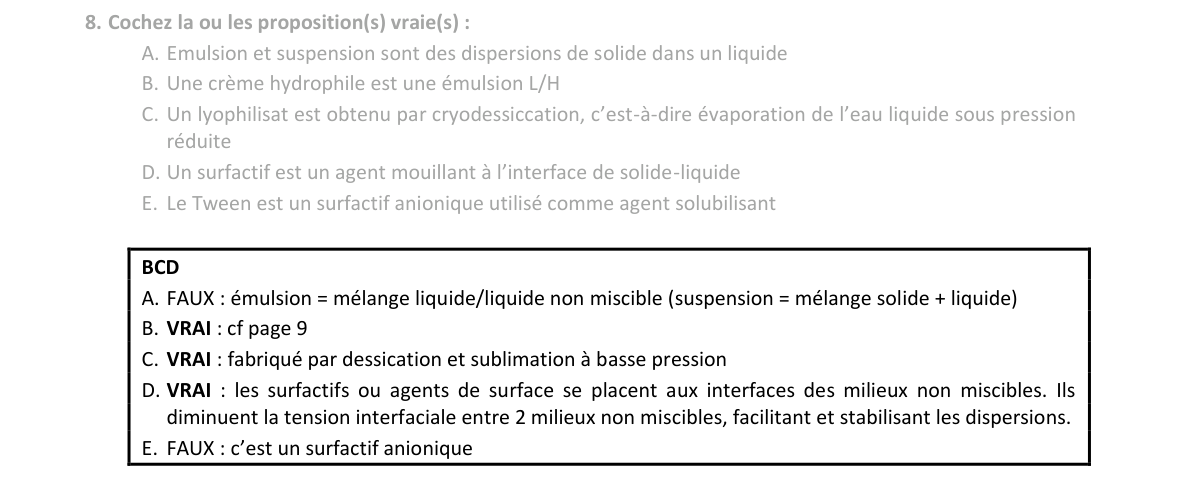 8. Cochez la ou les proposition(s) vraie(s) :
A. Emulsion et suspension sont des dispersions de solide dans un liquide
B. Une crème hydrophile est une émulsion L/H
C. Un lyophilisat est obtenu par cryodessiccation, c’est-à-dire évaporation de l’eau liquide sous pression
réduite
D. Un surfactif est un agent mouillant à l’interface de solide-liquide
E. Le Tween est un surfactif anionique utilisé comme agent solubilisant
BCD
A. FAUX : émulsion = mélange liquide/liquide non miscible (suspension = mélange solide + liquide)
B. VRAI : cf page 9
C. VRAI : fabriqué par dessication et sublimation à basse pression
D. VRAI : les surfactifs ou agents de surface se placent aux interfaces des milieux non miscibles. Ils
diminuent la tension interfaciale entre 2 milieux non miscibles, facilitant et stabilisant les dispersions.
E. FAUX : c’est un surfactif anionique